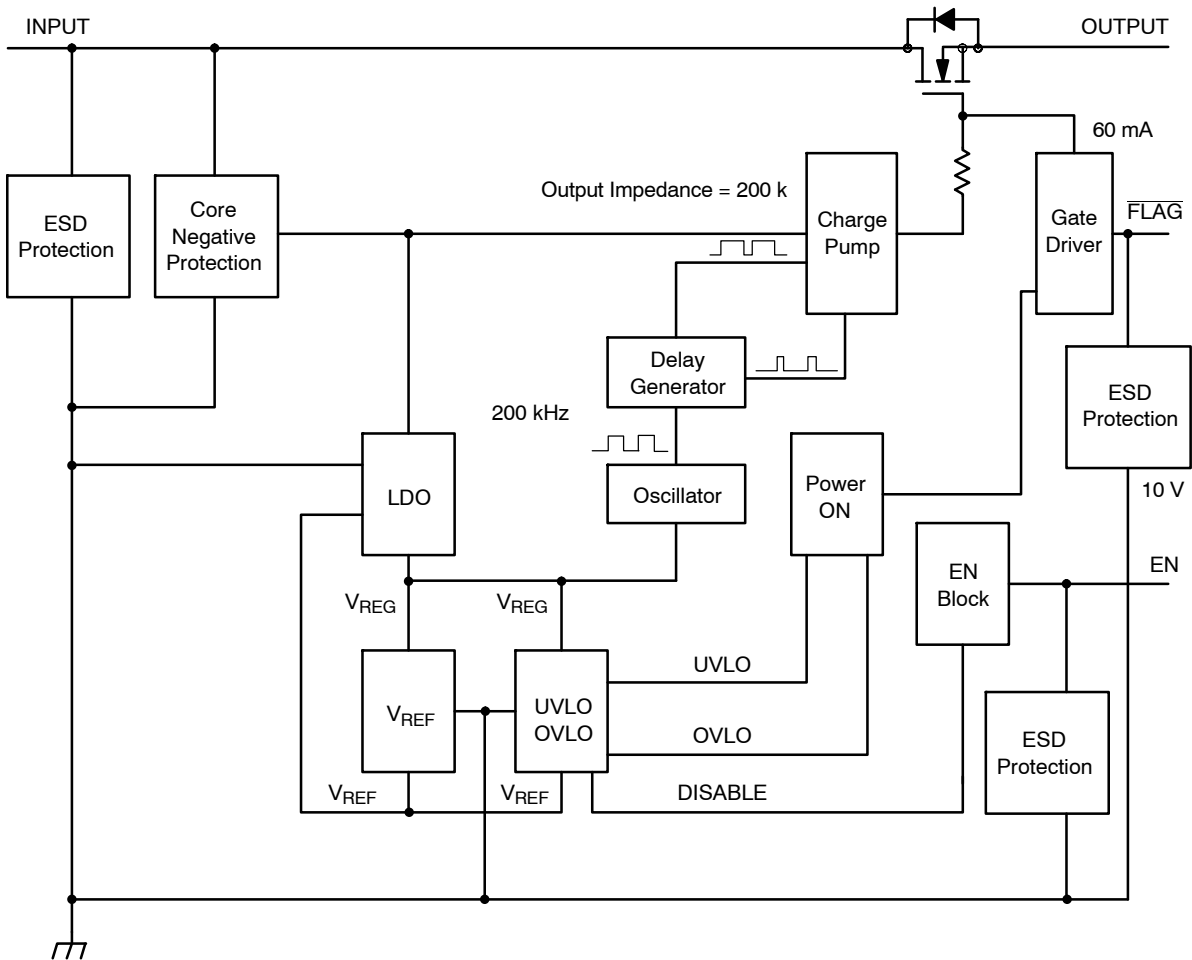 INPUT
OUTPUT
60 mA
Output Impedance = 200 k
ESD
Protection
Core
Negative
Protection
Charge
Pump
Gate
Driver
FLAG
Delay
Generator
ESD
Protection
200 kHz
LDO
Oscillator
Power
ON
10 V
EN
Block
EN
VREG
VREG
UVLO
VREF
UVLO
OVLO
OVLO
ESD
Protection
VREF
VREF
DISABLE